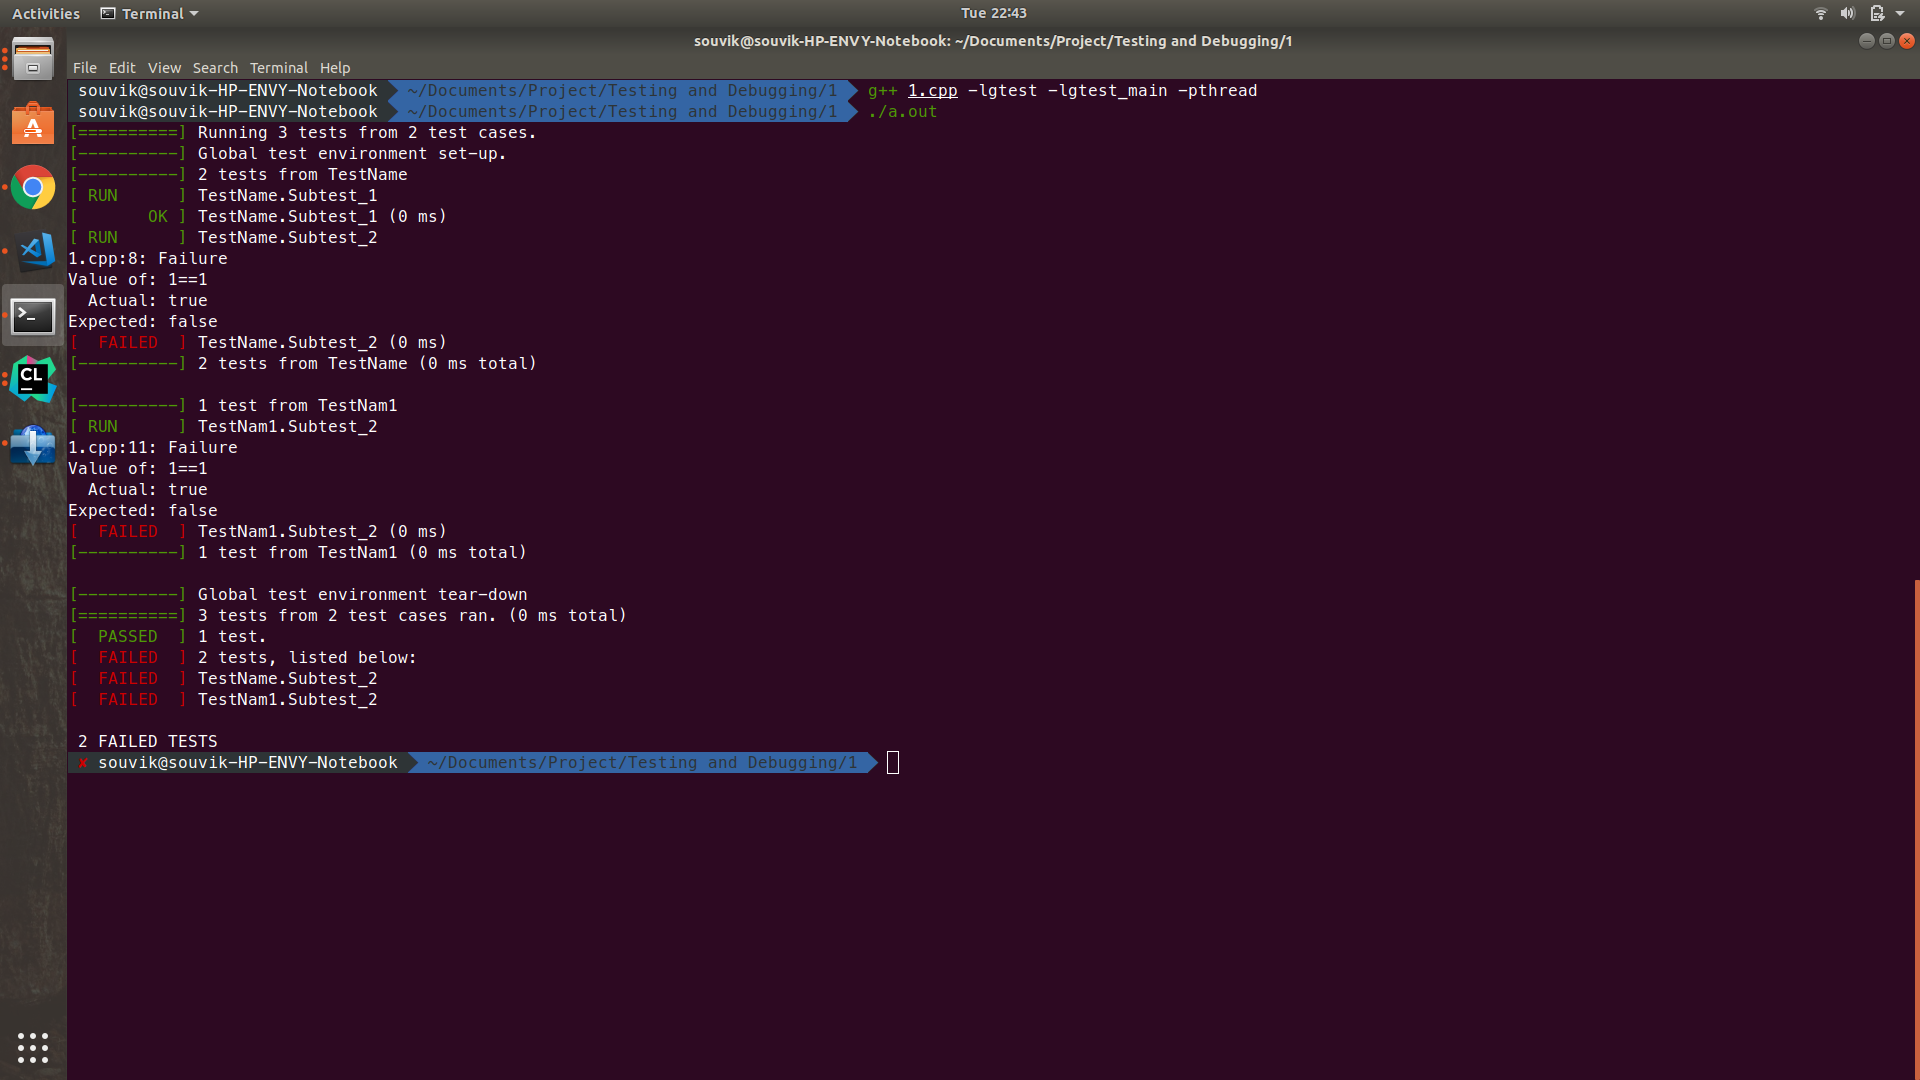 Activities Terminal Tue 22:43
souvik@souvik-HP-ENVY-Notebook: ~/Documents/Project/Testing and Debugging/1
File Edit View Search Terminal Help
souvik@souvik-HP-ENVY-Notebook ~/Documents/Project/Testing and Debugging/1 g++ 1.cpp -lgtest -lgtest_main -pthread
souvik@souvik-HP-ENVY-Notebook ~/Documents/Project/Testing and Debugging/1 ./a.out
[==========] Running 3 tests from 2 test cases.
[----------] Global test environment set-up.
[----------] 2 tests from TestName
[ RUN      ] TestName.Subtest_1
[       OK ] TestName.Subtest_1 (0 ms)
[ RUN      ] TestName.Subtest_2
1.cpp:8: Failure
Value of: 1==1
  Actual: true
Expected: false
[  FAILED  ] TestName.Subtest_2 (0 ms)
[----------] 2 tests from TestName (0 ms total)
[----------] 1 test from TestNam1
[ RUN      ] TestNam1.Subtest_2
1.cpp:11: Failure
Value of: 1==1
  Actual: true
Expected: false
[  FAILED  ] TestNam1.Subtest_2 (0 ms)
[----------] 1 test from TestNam1 (0 ms total)
[----------] Global test environment tear-down
[==========] 3 tests from 2 test cases ran. (0 ms total)
[  PASSED  ] 1 test.
[  FAILED  ] 2 tests, listed below:
[  FAILED  ] TestName.Subtest_2
[  FAILED  ] TestNam1.Subtest_2
 2 FAILED TESTS
✘ souvik@souvik-HP-ENVY-Notebook ~/Documents/Project/Testing and Debugging/1
CL